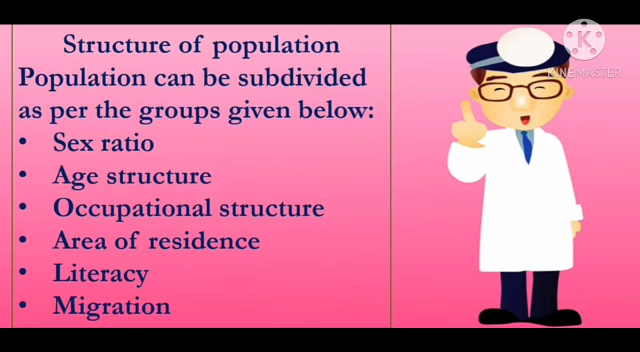 Structure of population
Population can be subdivided
as per the groups given below:
• Sex ratio
• Age structure
• Occupational structure
• Area of residence
• Literacy
• Migration
K
KINEMASTER